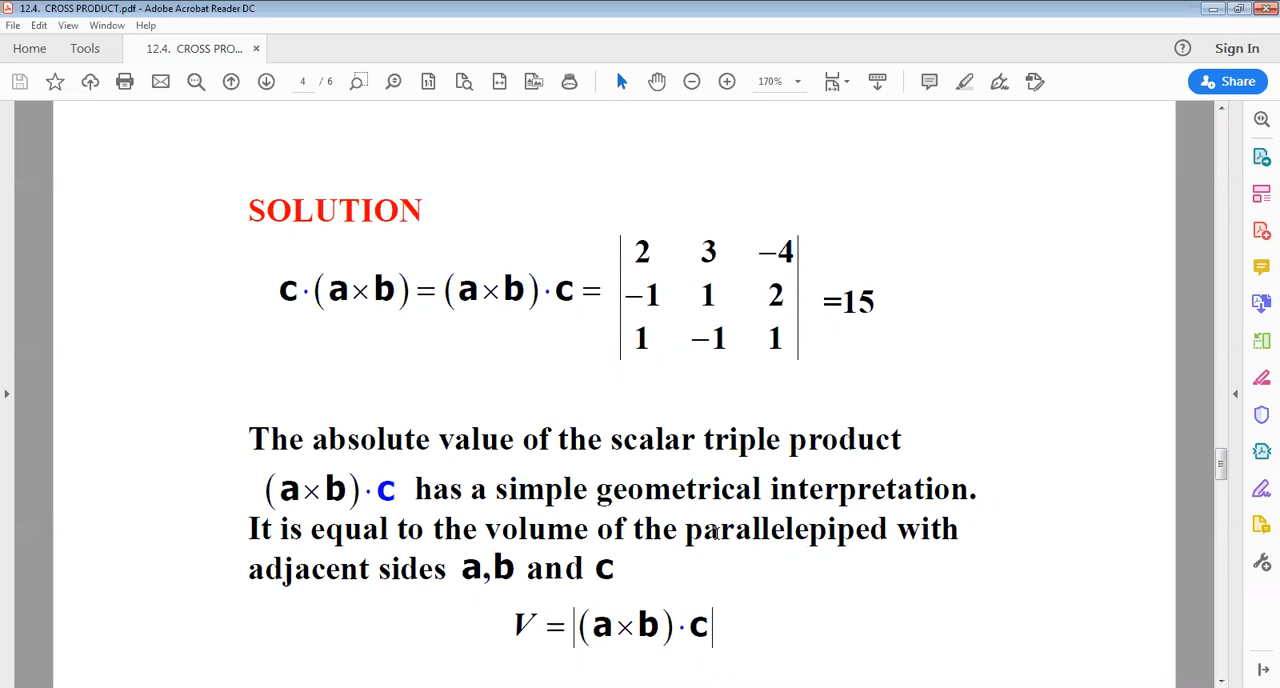 12.4. CROSS PRODUCT.pdf - Adobe Acrobat Reader DC
File Edit View Window Help
Home Tools 12.4. CROSS PRO... × Sign In
4 / 6 170% Share
SOLUTION
c·(a×b)=(a×b)·c= | 2 3 −4 |
| −1 1 2 | =15
| 1 −1 1 |
The absolute value of the scalar triple product
(a×b)·c has a simple geometrical interpretation.
It is equal to the volume of the parallelepiped with
adjacent sides a,b and c
V=|(a×b)·c|